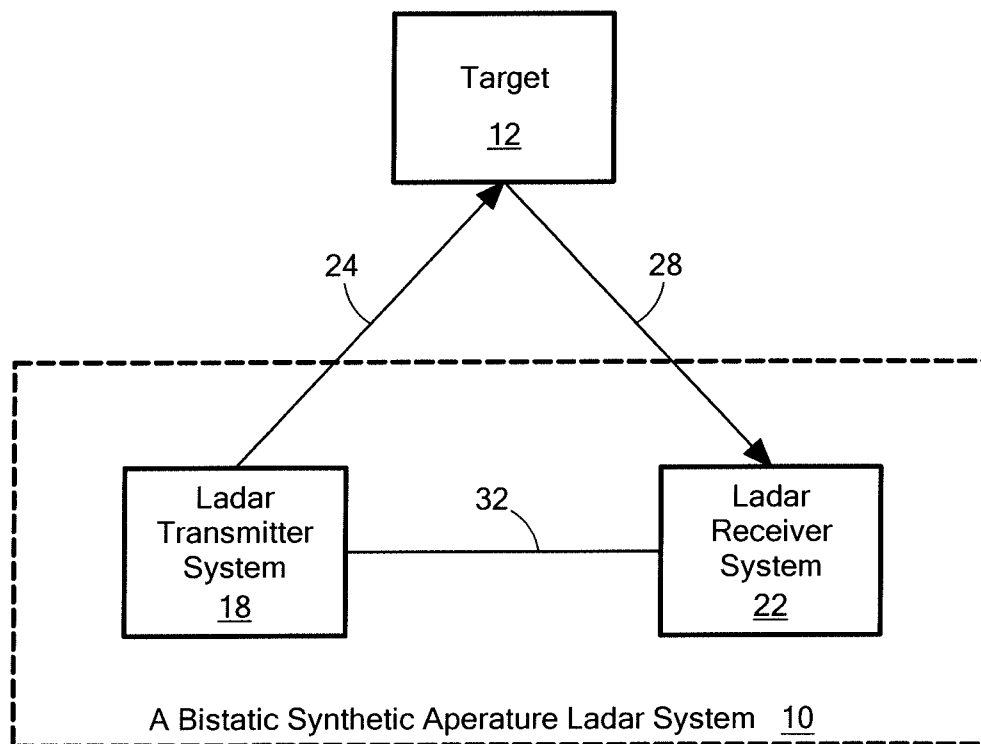 Target
12
24
28
Ladar
Transmitter
System
18
32
Ladar
Receiver
System
22
A Bistatic Synthetic Aperature Ladar System 10